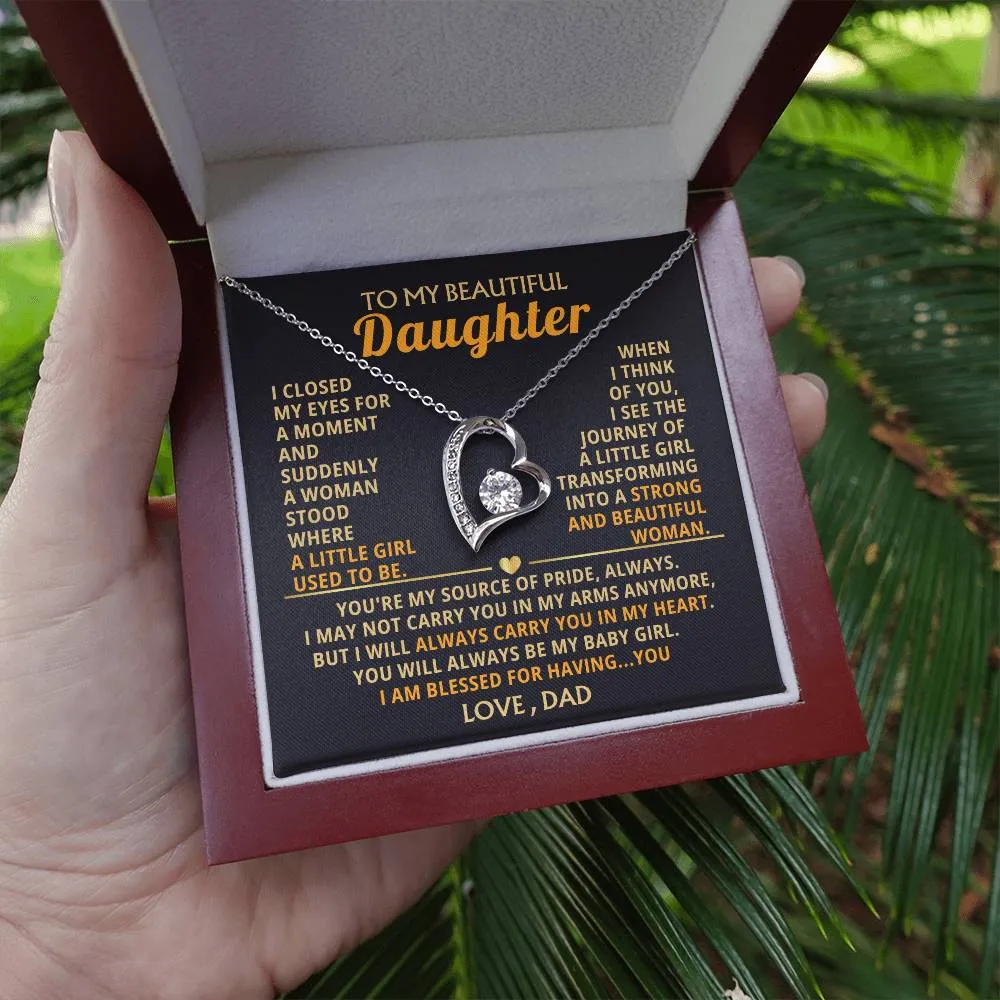 TO MY BEAUTIFUL
Daughter
I CLOSED
MY EYES FOR
A MOMENT
AND
SUDDENLY
A WOMAN
STOOD
WHERE
A LITTLE GIRL
USED TO BE.
WHEN
I THINK
OF YOU,
I SEE THE
JOURNEY OF
A LITTLE GIRL
TRANSFORMING
INTO A STRONG
AND BEAUTIFUL
WOMAN.
YOU'RE MY SOURCE OF PRIDE, ALWAYS.
I MAY NOT CARRY YOU IN MY ARMS ANYMORE,
BUT I WILL ALWAYS CARRY YOU IN MY HEART.
YOU WILL ALWAYS BE MY BABY GIRL.
I AM BLESSED FOR HAVING...YOU
LOVE , DAD